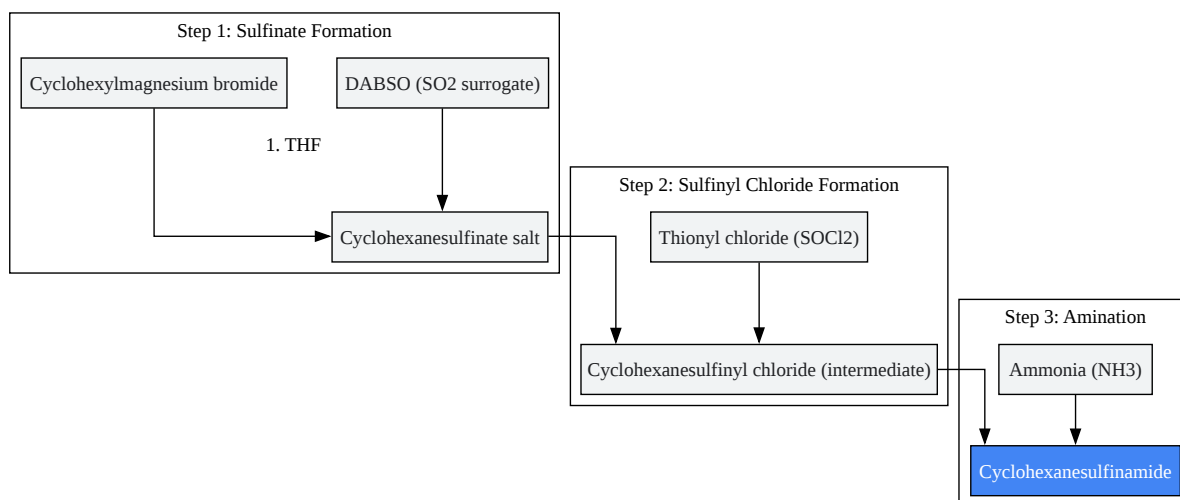 Step 1: Sulfinate Formation
Cyclohexylmagnesium bromide
DABSO (SO2 surrogate)
1. THF
Cyclohexanesulfinate salt
Step 2: Sulfinyl Chloride Formation
Thionyl chloride (SOCl2)
Cyclohexanesulfinyl chloride (intermediate)
Step 3: Amination
Ammonia (NH3)
Cyclohexanesulfinamide